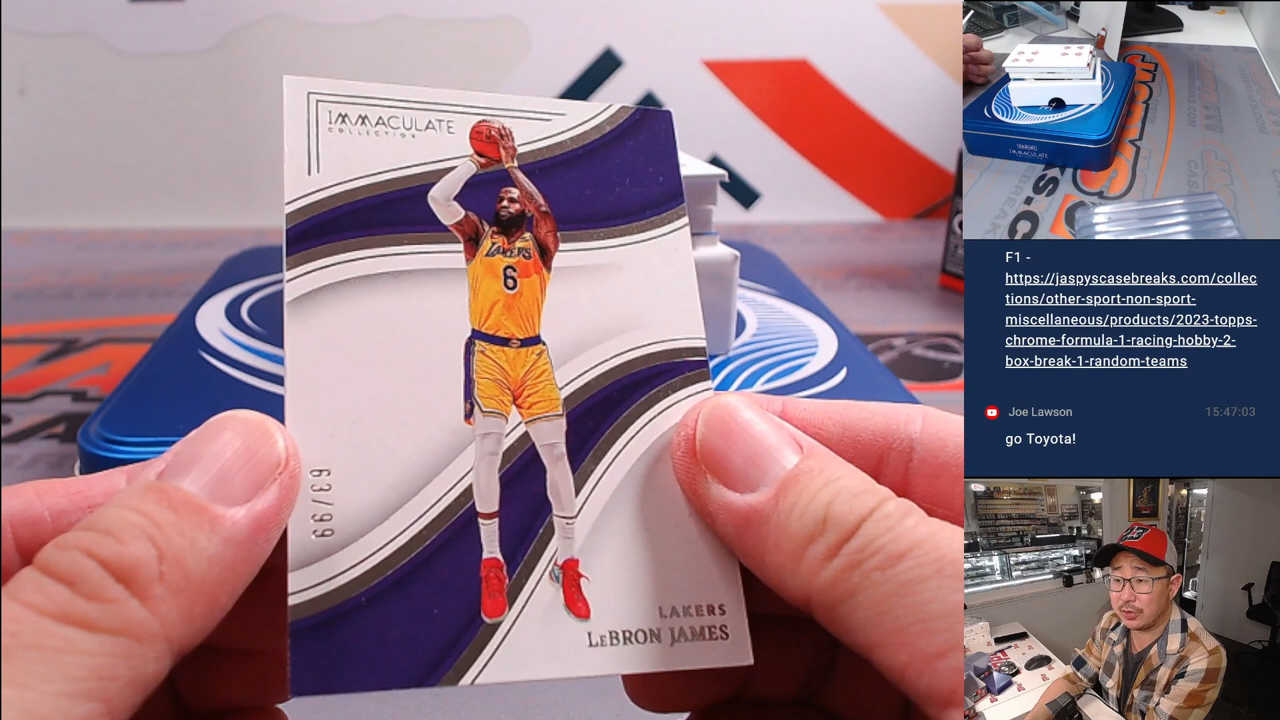 IMMACULATE
COLLECTION
LAKERS
6
63/99
LAKERS
LeBRON JAMES
IMMACULATE
F1 -
https://jaspyscasebreaks.com/collec
tions/other-sport-non-sport-
miscellaneous/products/2023-topps-
chrome-formula-1-racing-hobby-2-
box-break-1-random-teams
Joe Lawson 15:47:03
go Toyota!
23